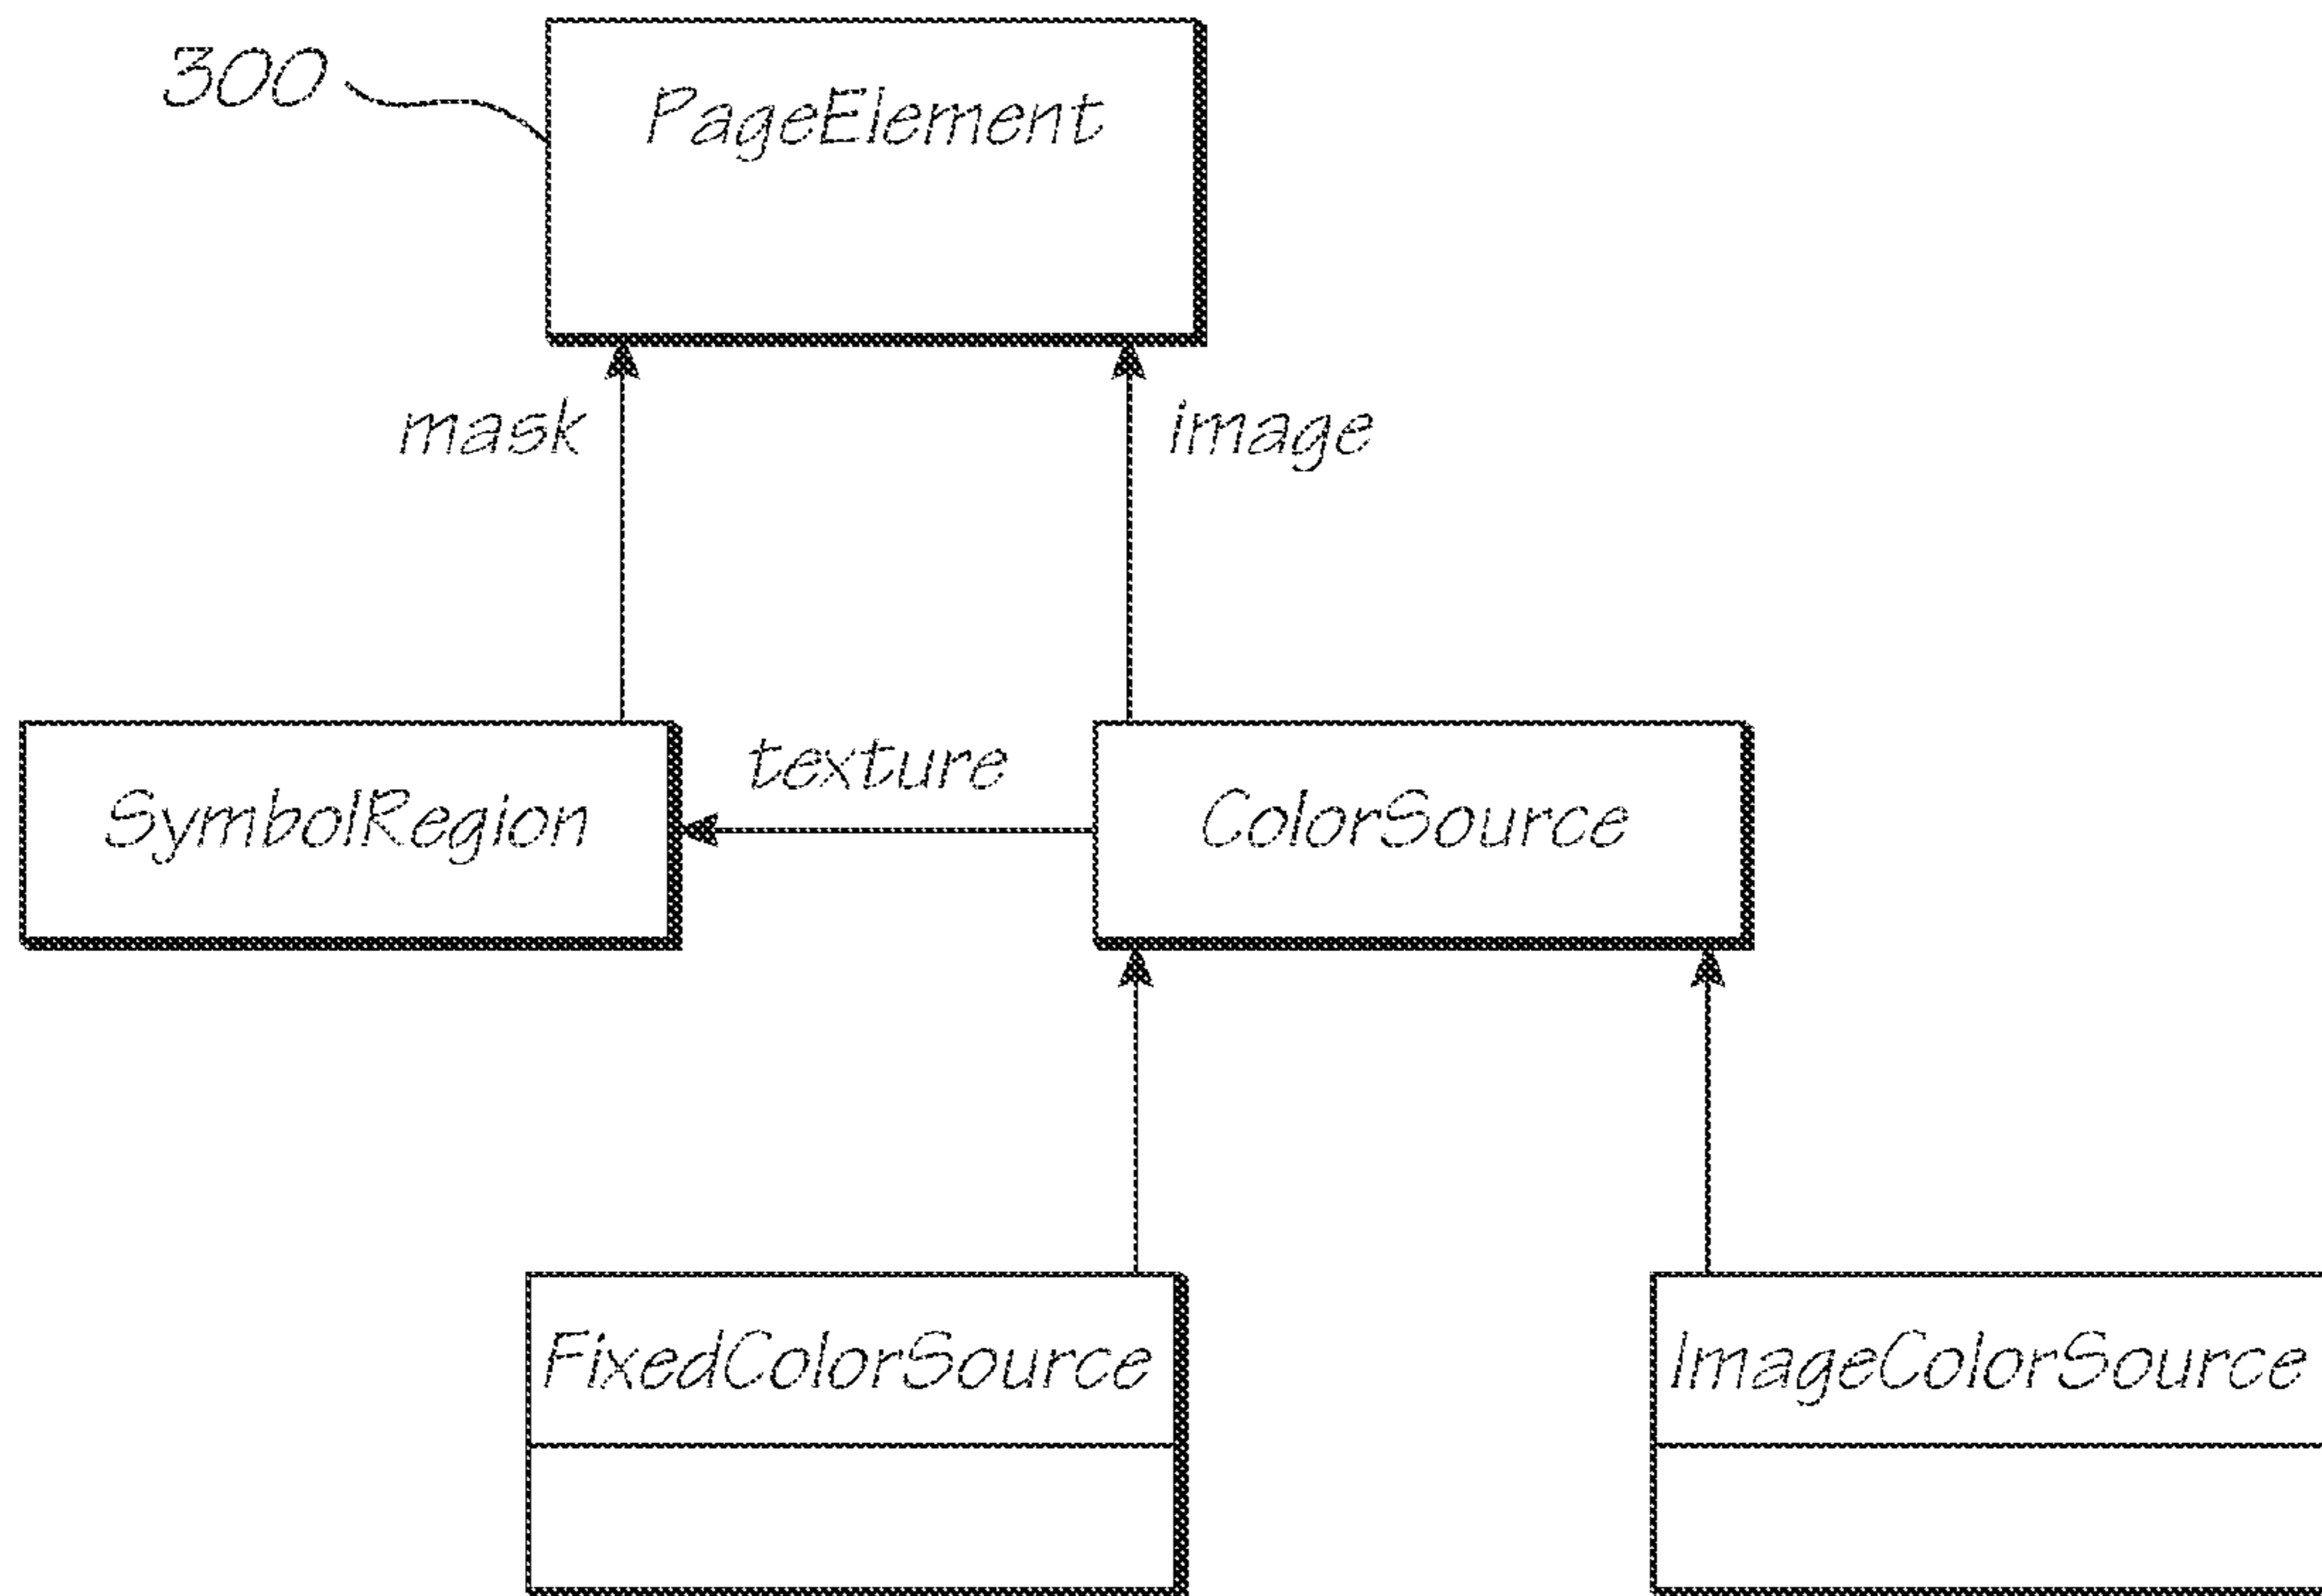 300
PageElement
mask
image
texture
SymbolRegion
ColorSource
FixedColorSource
ImageColorSource